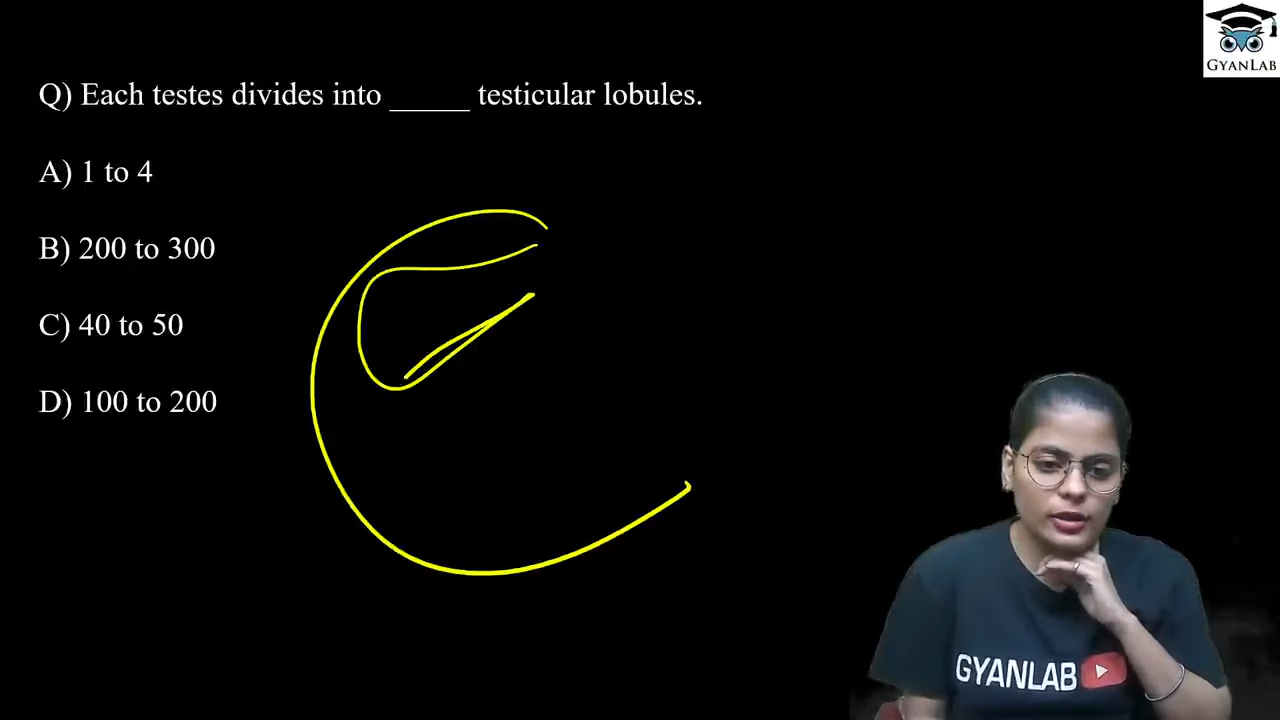 GYANLAB
Q) Each testes divides into _____ testicular lobules.
A) 1 to 4
B) 200 to 300
C) 40 to 50
D) 100 to 200
GYANLAB